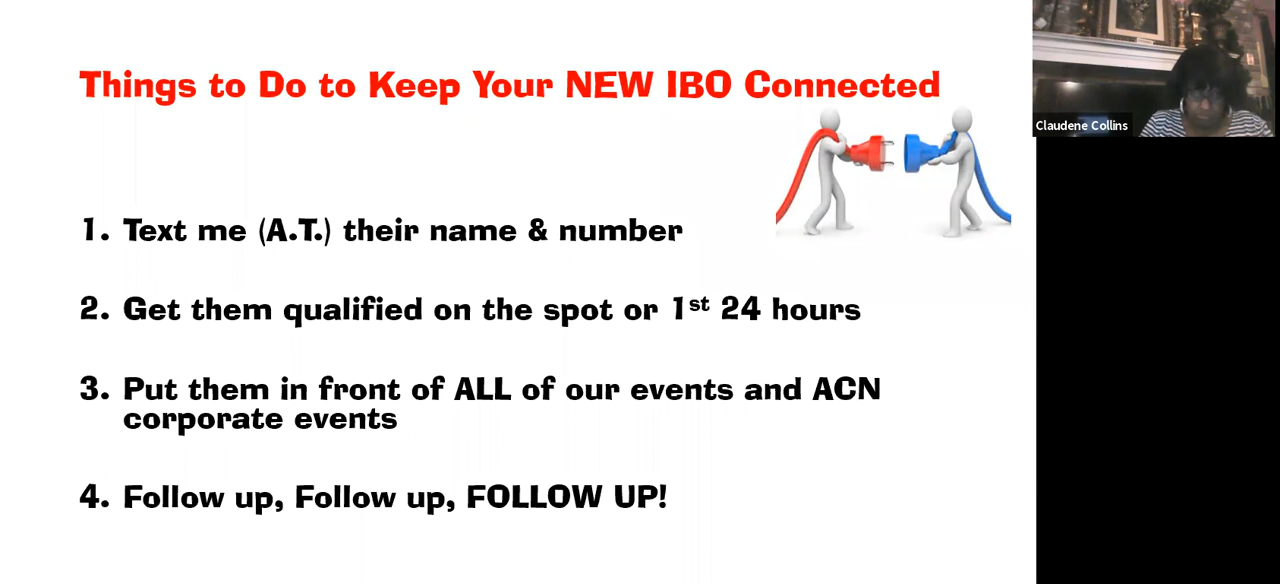 Things to Do to Keep Your NEW IBO Connected
Claudene Collins
1. Text me (A.T.) their name & number
2. Get them qualified on the spot or 1st 24 hours
3. Put them in front of ALL of our events and ACN
corporate events
4. Follow up, Follow up, FOLLOW UP!